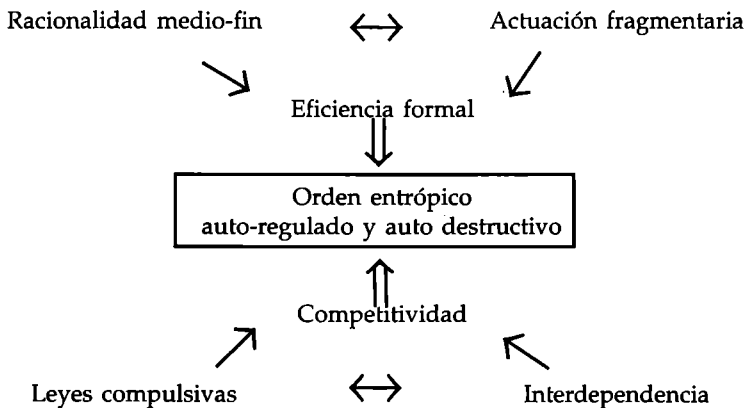 Racionalidad medio-fin
Actuación fragmentaria
Eficiencia formal
Orden entrópico
auto-regulado y auto destructivo
Competitividad
Leyes compulsivas
Interdependencia